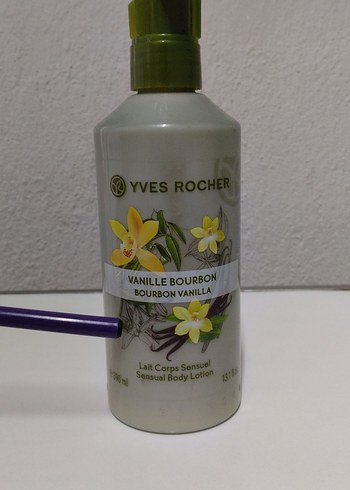 YVES ROCHER
VANILLE BOURBON
BOURBON VANILLA
Lait Corps Sensuel
Sensual Body Lotion